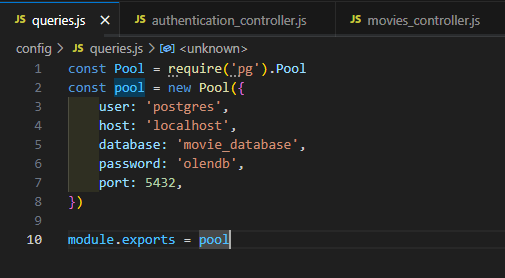 JS queries.js × JS authentication_controller.js JS movies_controller.js
config > JS queries.js > <unknown>
1 const Pool = require('pg').Pool
2 const pool = new Pool({
3     user: 'postgres',
4     host: 'localhost',
5     database: 'movie_database',
6     password: 'olendb',
7     port: 5432,
8 })
9
10 module.exports = pool